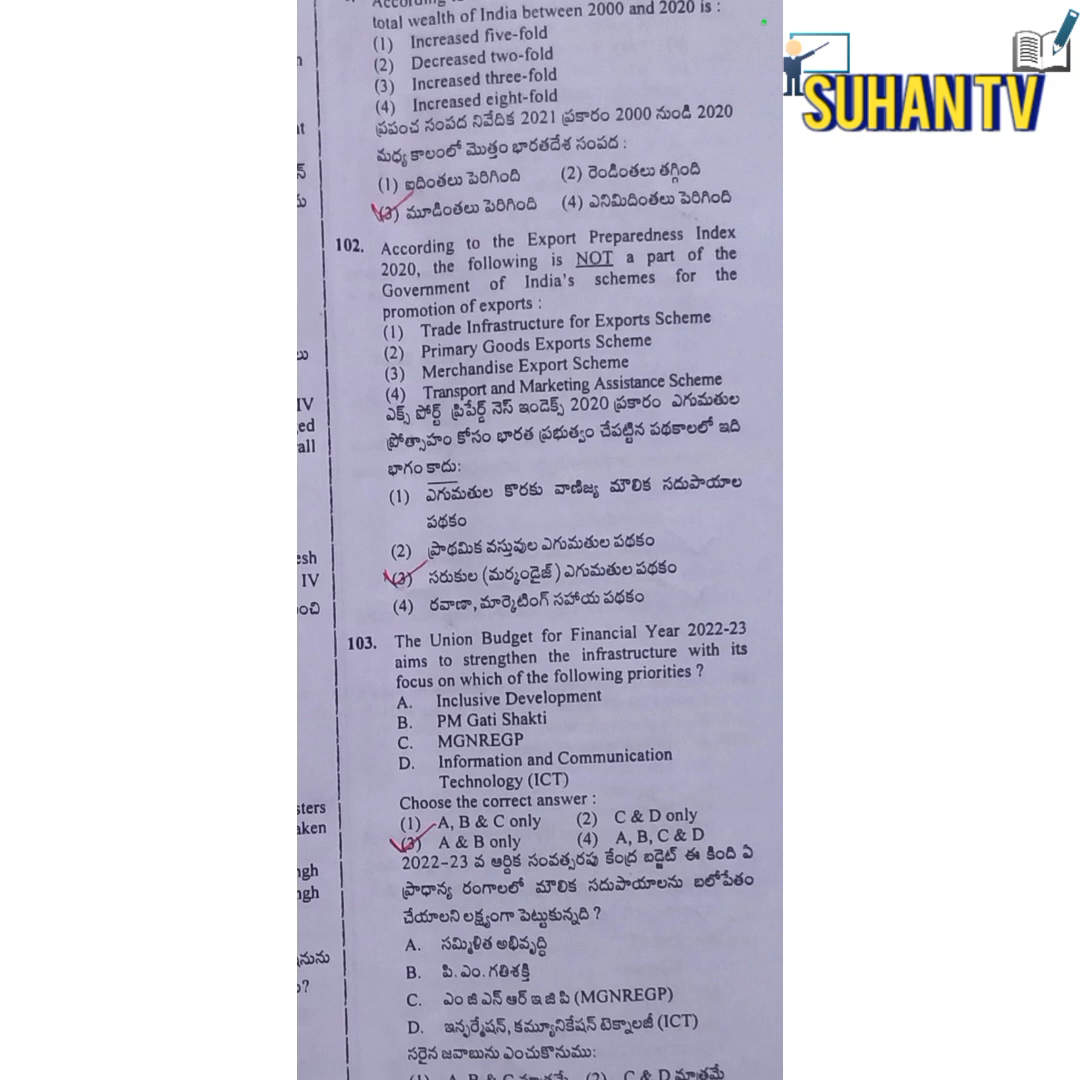 SUHAN TV
total wealth of India between 2000 and 2020 is :
(1) Increased five-fold
(2) Decreased two-fold
(3) Increased three-fold
(4) Increased eight-fold
ప్రపంచ సంపద నివేదిక 2021 ప్రకారం 2000 నుండి 2020
మధ్య కాలంలో మొత్తం భారతదేశ సంపద :
(1) ఐదింతలు పెరిగింది (2) రెండింతలు తగ్గింది
(3) మూడింతలు పెరిగింది (4) ఎనిమిదింతలు పెరిగింది
102. According to the Export Preparedness Index
2020, the following is NOT a part of the
Government of India's schemes for the
promotion of exports :
(1) Trade Infrastructure for Exports Scheme
(2) Primary Goods Exports Scheme
(3) Merchandise Export Scheme
(4) Transport and Marketing Assistance Scheme
ఎక్స్ పోర్ట్ ప్రిపేర్డ్ నెస్ ఇండెక్స్ 2020 ప్రకారం ఎగుమతుల
ప్రోత్సాహం కోసం భారత ప్రభుత్వం చేపట్టిన పథకాలలో ఇది
భాగం కాదు:
(1) ఎగుమతుల కొరకు వాణిజ్య మౌలిక సదుపాయాల
పథకం
(2) ప్రాథమిక వస్తువుల ఎగుమతుల పథకం
(3) సరుకుల (మర్కండైజ్) ఎగుమతుల పథకం
(4) రవాణా, మార్కెటింగ్ సహాయ పథకం
103. The Union Budget for Financial Year 2022-23
aims to strengthen the infrastructure with its
focus on which of the following priorities ?
A. Inclusive Development
B. PM Gati Shakti
C. MGNREGP
D. Information and Communication
Technology (ICT)
Choose the correct answer :
(1) A, B & C only (2) C & D only
(3) A & B only (4) A, B, C & D
2022-23 వ ఆర్థిక సంవత్సరపు కేంద్ర బడ్జెట్ ఈ కింది ఏ
ప్రాధాన్య రంగాలలో మౌలిక సదుపాయాలను బలోపేతం
చేయాలని లక్ష్యంగా పెట్టుకున్నది ?
A. సమ్మిళిత అభివృద్ధి
B. పి.ఎం.గతిశక్తి
C. ఎం జి ఎన్ ఆర్ ఇ జి పి (MGNREGP)
D. ఇన్ఫర్మేషన్, కమ్యూనికేషన్ టెక్నాలజీ (ICT)
సరైన జవాబును ఎంచుకొనుము:
(1) A, B & C మాత్రమే (2) C & D మాత్రమే